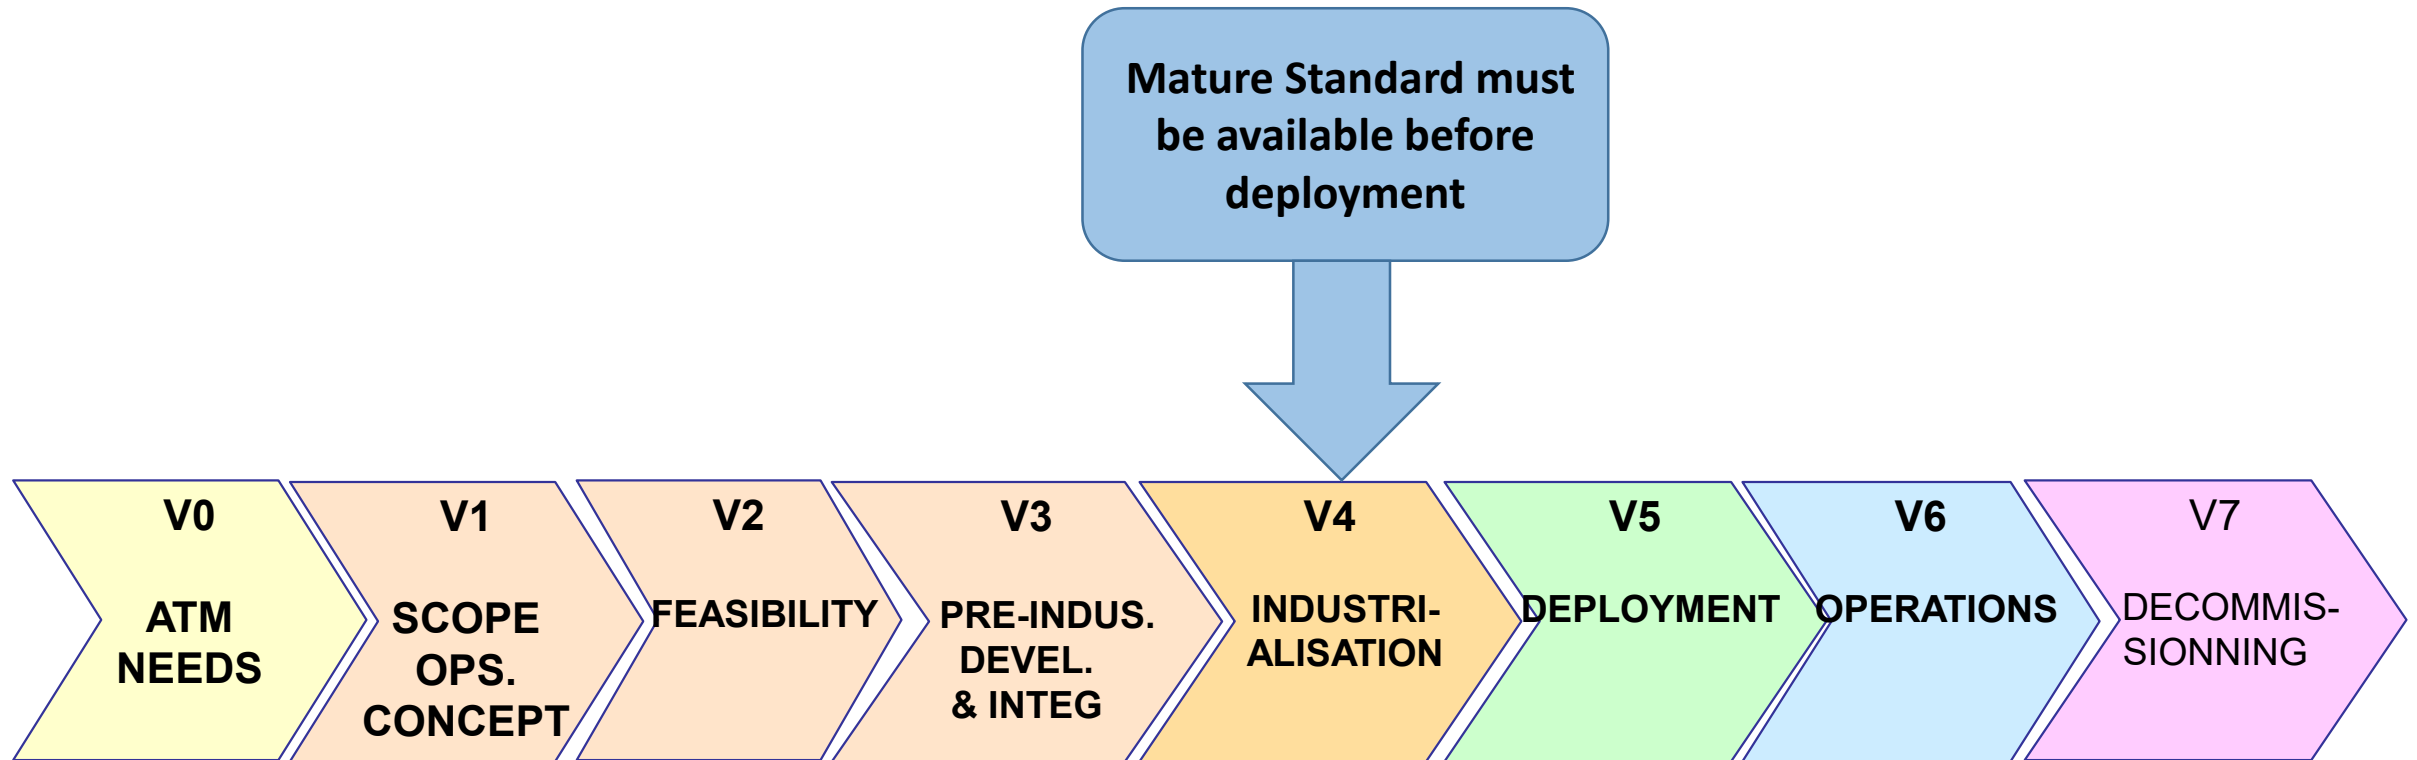 Mature Standard must
be available before
deployment
V0
ATM
NEEDS
V1
SCOPE
OPS.
CONCEPT
V2
FEASIBILITY
V3
PRE-INDUS.
DEVEL.
& INTEG
V4
INDUSTRI-
ALISATION
V5
DEPLOYMENT
V6
OPERATIONS
V7
DECOMMIS-
SIONNING